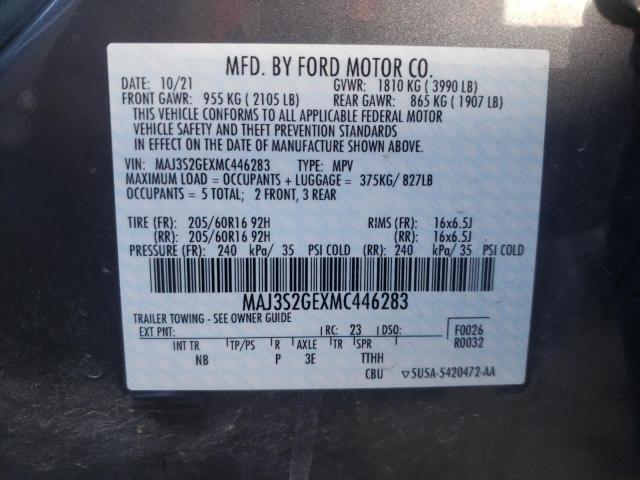 MFD. BY FORD MOTOR CO.
DATE: 10/21 GVWR: 1810 KG ( 3990 LB)
FRONT GAWR: 955 KG ( 2105 LB) REAR GAWR: 865 KG ( 1907 LB)
THIS VEHICLE CONFORMS TO ALL APPLICABLE FEDERAL MOTOR
VEHICLE SAFETY AND THEFT PREVENTION STANDARDS
IN EFFECT ON THE DATE OF MANUFACTURE SHOWN ABOVE.
VIN: MAJ3S2GEXMC446283 TYPE: MPV
MAXIMUM LOAD = OCCUPANTS + LUGGAGE = 375KG/ 827LB
OCCUPANTS = 5 TOTAL; 2 FRONT, 3 REAR
TIRE (FR): 205/60R16 92H RIMS (FR): 16x6.5J
(RR): 205/60R16 92H (RR): 16x6.5J
PRESSURE (FR): 240 kPa/ 35 PSI COLD (RR): 240 kPa/ 35 PSI COLD
MAJ3S2GEXMC446283
TRAILER TOWING - SEE OWNER GUIDE
EXT PNT: RC: 23 DSO: F0026
INT TR TP/PS R AXLE TR SPR R0032
NB P 3E TTHH
CBU ▽5U5A-5420472-AA